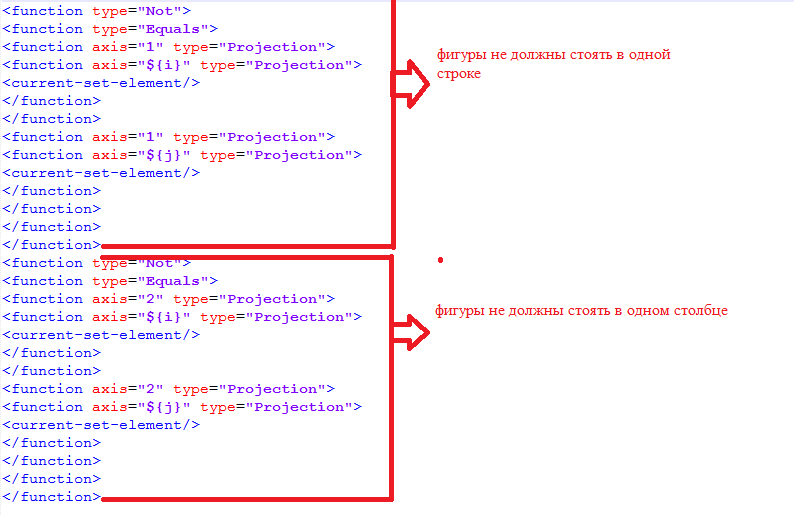 <function type="Not">
<function type="Equals">
<function axis="1" type="Projection">
<function axis="${i}" type="Projection">
<current-set-element/>
</function>
</function>
<function axis="1" type="Projection">
<function axis="${j}" type="Projection">
<current-set-element/>
</function>
</function>
</function>
</function>
фигуры не должны стоять в одной
строке
<function type="Not">
<function type="Equals">
<function axis="2" type="Projection">
<function axis="${i}" type="Projection">
<current-set-element/>
</function>
</function>
<function axis="2" type="Projection">
<function axis="${j}" type="Projection">
<current-set-element/>
</function>
</function>
</function>
</function>
фигуры не должны стоять в одном столбце